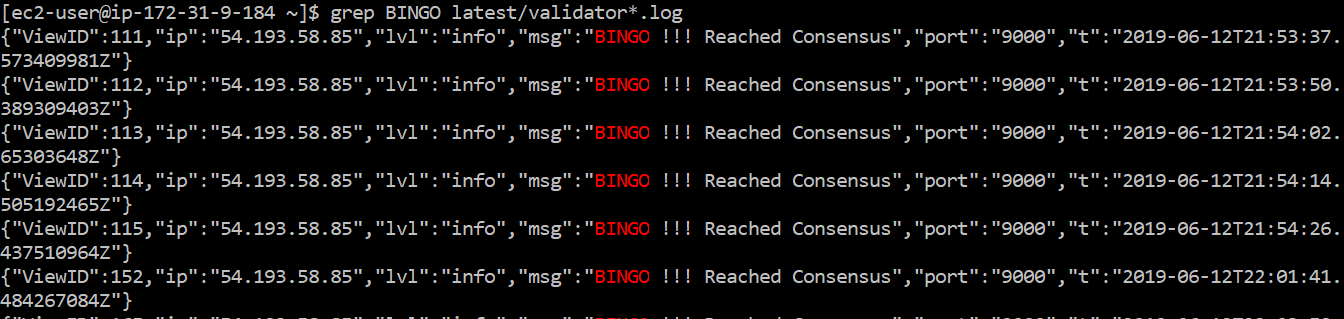 [ec2-user@ip-172-31-9-184 ~]$ grep BINGO latest/validator*.log
{"ViewID":111,"ip":"54.193.58.85","lvl":"info","msg":"BINGO !!! Reached Consensus","port":"9000","t":"2019-06-12T21:53:37.
573409981Z"}
{"ViewID":112,"ip":"54.193.58.85","lvl":"info","msg":"BINGO !!! Reached Consensus","port":"9000","t":"2019-06-12T21:53:50.
389309403Z"}
{"ViewID":113,"ip":"54.193.58.85","lvl":"info","msg":"BINGO !!! Reached Consensus","port":"9000","t":"2019-06-12T21:54:02.
65303648Z"}
{"ViewID":114,"ip":"54.193.58.85","lvl":"info","msg":"BINGO !!! Reached Consensus","port":"9000","t":"2019-06-12T21:54:14.
505192465Z"}
{"ViewID":115,"ip":"54.193.58.85","lvl":"info","msg":"BINGO !!! Reached Consensus","port":"9000","t":"2019-06-12T21:54:26.
437510964Z"}
{"ViewID":152,"ip":"54.193.58.85","lvl":"info","msg":"BINGO !!! Reached Consensus","port":"9000","t":"2019-06-12T22:01:41.
484267084Z"}